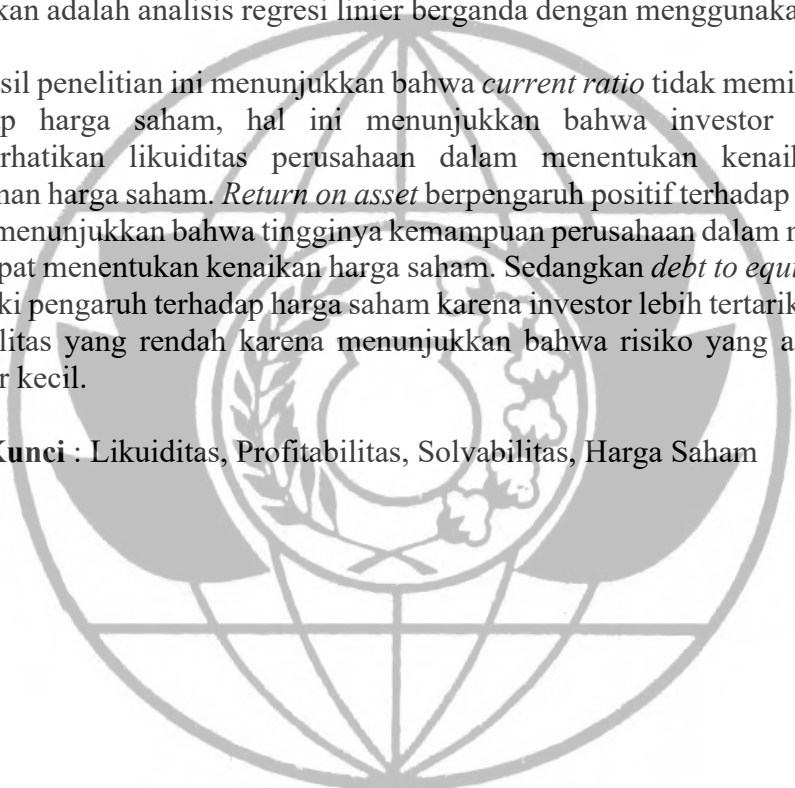 kan adalah analisis regresi linier berganda dengan menggunaka
sil penelitian ini menunjukkan bahwa current ratio tidak memi
p harga saham, hal ini menunjukkan bahwa investor
rhatikan likuiditas perusahaan dalam menentukan kenaik
nan harga saham. Return on asset berpengaruh positif terhadap
menunjukkan bahwa tingginya kemampuan perusahaan dalam m
pat menentukan kenaikan harga saham. Sedangkan debt to equi
ki pengaruh terhadap harga saham karena investor lebih tertarik
litas yang rendah karena menunjukkan bahwa risiko yang a
r kecil.
Kunci : Likuiditas, Profitabilitas, Solvabilitas, Harga Saham